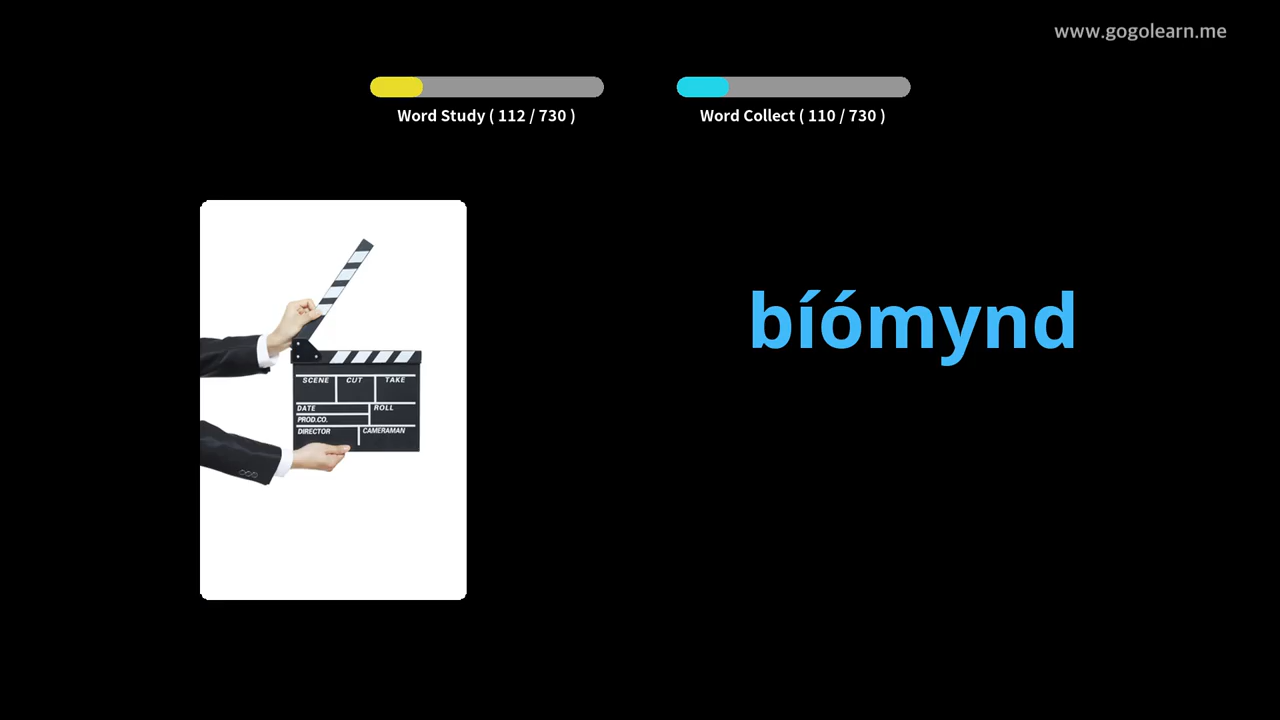 www.gogolearn.me
Word Study ( 112 / 730 )
Word Collect ( 110 / 730 )
bíómynd
SCENE CUT TAKE
DATE ROLL
PROD.CO.
DIRECTOR CAMERAMAN